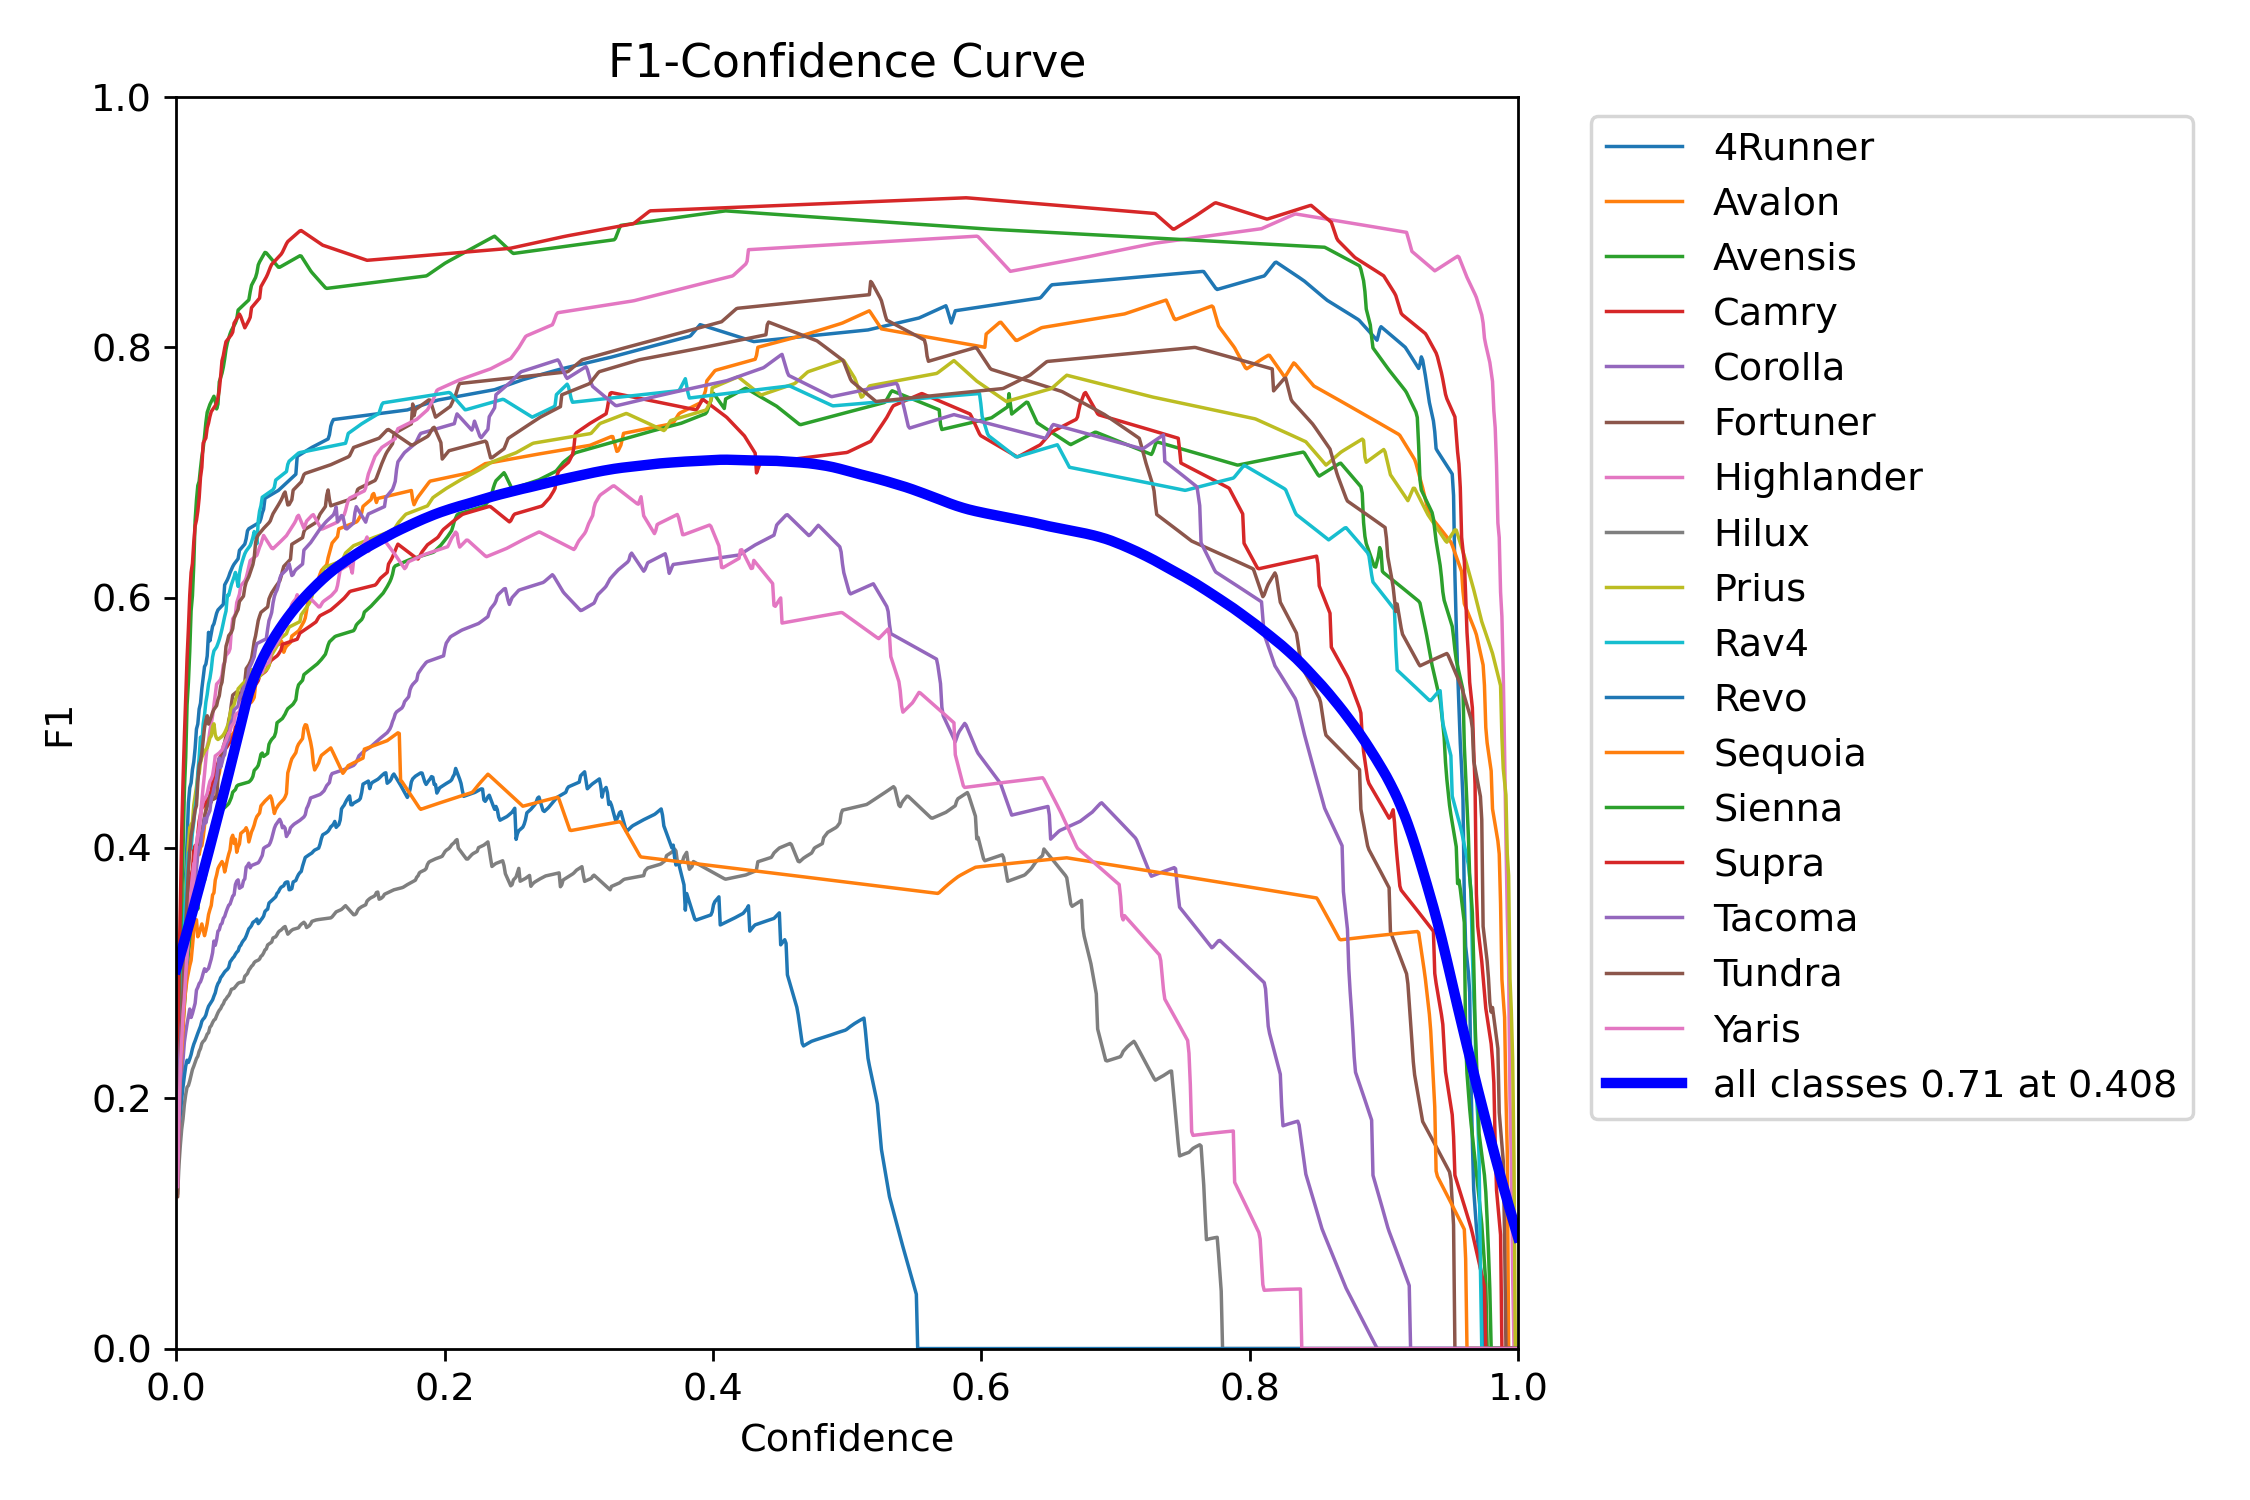 F1-Confidence Curve
1.0
0.8
0.6
0.4
0.2
0.0
F1
0.0 0.2 0.4 0.6 0.8 1.0
Confidence
4Runner
Avalon
Avensis
Camry
Corolla
Fortuner
Highlander
Hilux
Prius
Rav4
Revo
Sequoia
Sienna
Supra
Tacoma
Tundra
Yaris
all classes 0.71 at 0.408